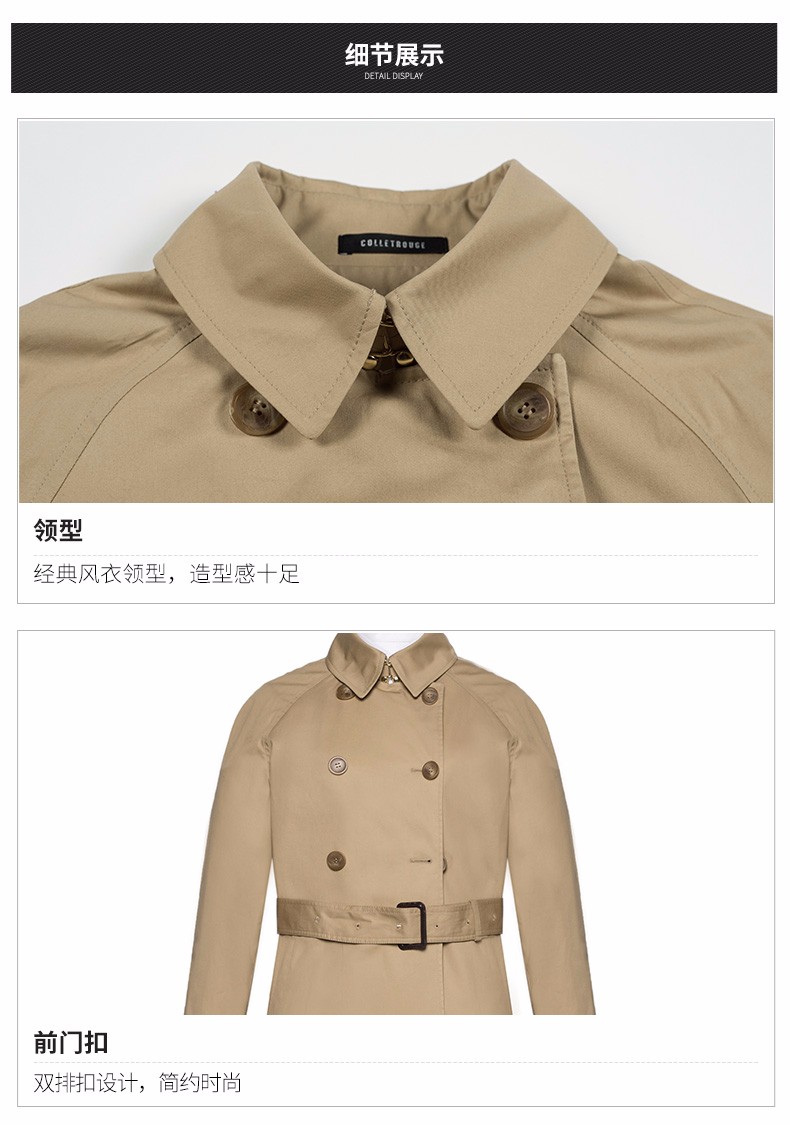 细节展示
DETAIL DISPLAY
COLLETROUGE
领型
经典风衣领型，造型感十足
前门扣
双排扣设计，简约时尚